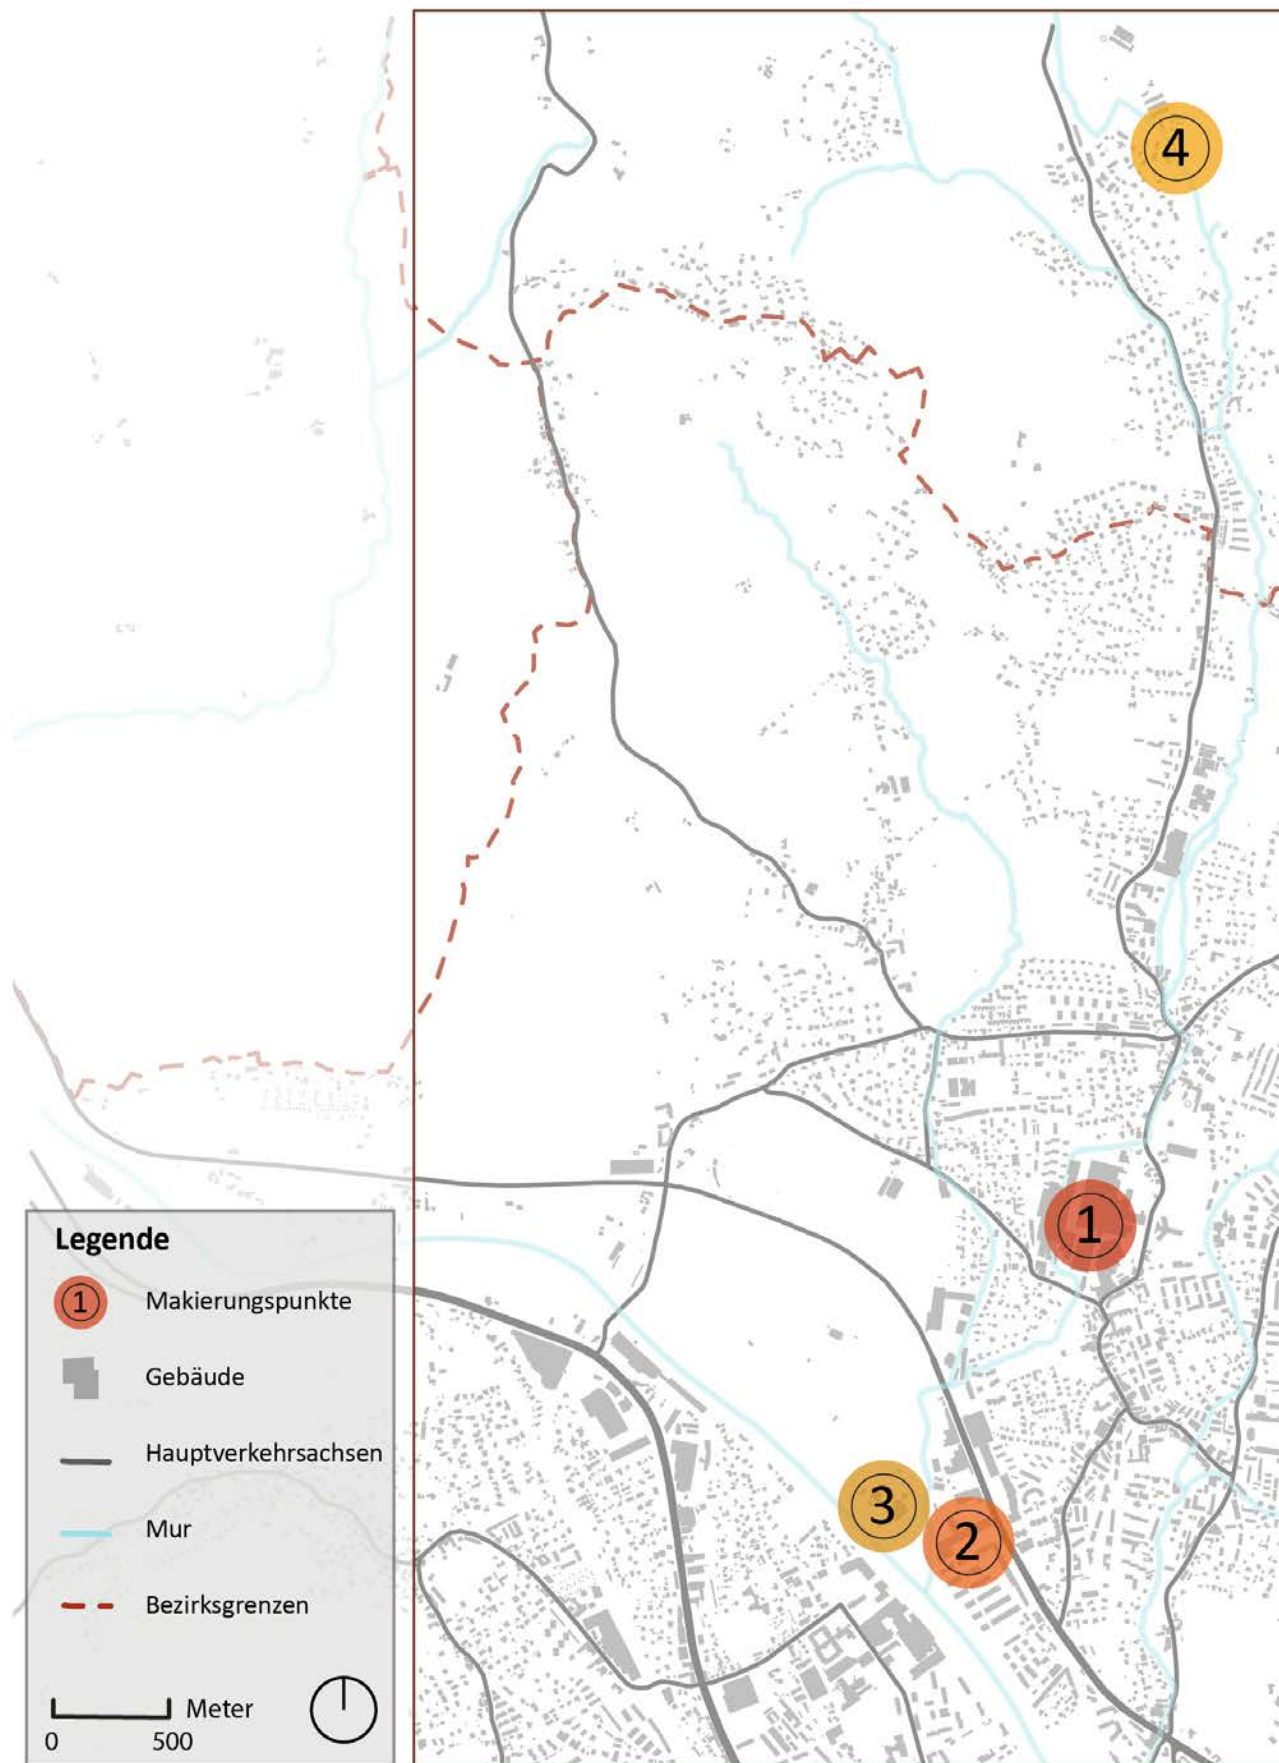 4
1
3
2
Legende
1 Makierungspunkte
Gebäude
Hauptverkehrsachsen
Mur
Bezirksgrenzen
Meter
0 500